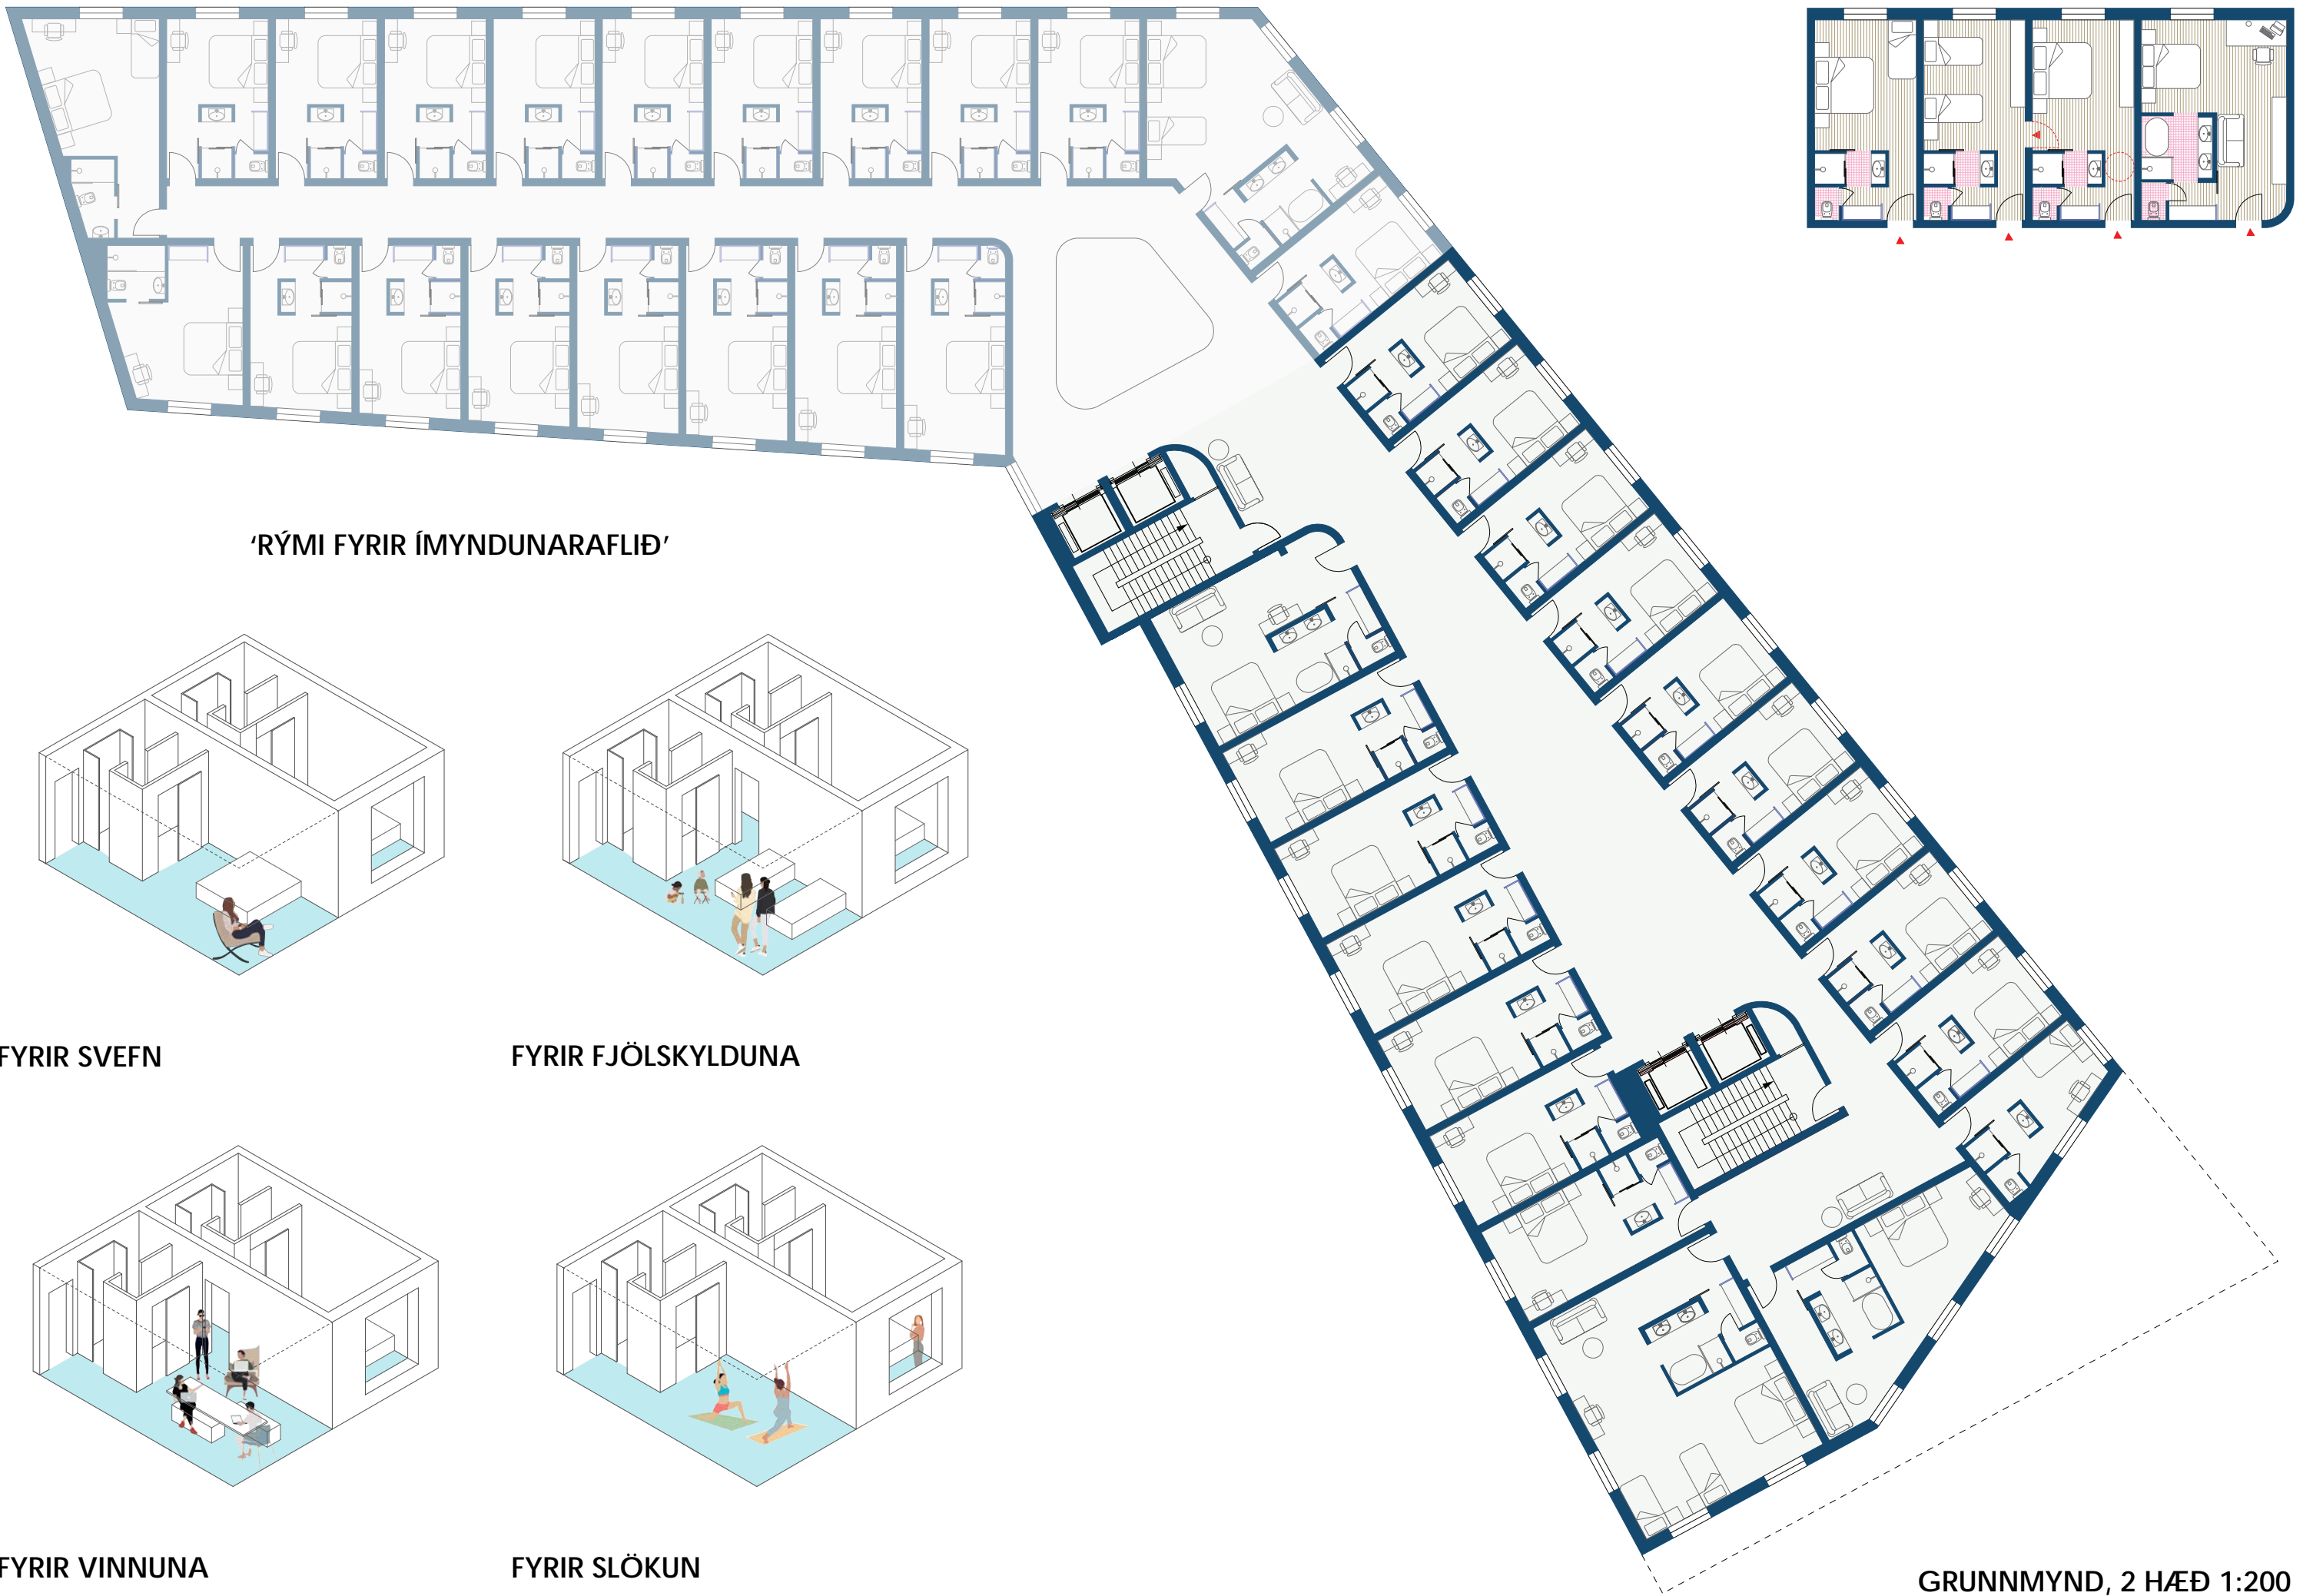 ‘RÝMI FYRIR ÍMYNDUNARAFLIÐ’
FYRIR SVEFN
FYRIR FJÖLSKYLDUNA
FYRIR VINNUNA
FYRIR SLÖKUN
GRUNNMYND, 2 HÆÐ 1:200